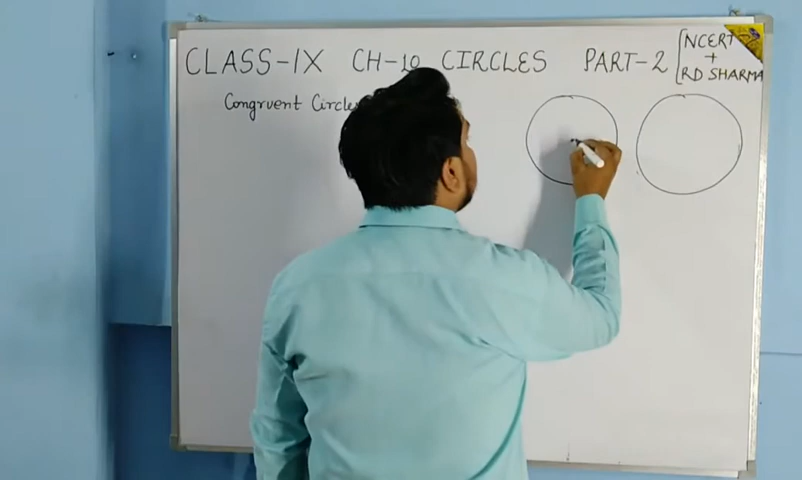 CLASS-IX CH-10 CIRCLES PART-2 [NCERT
+
RD SHARMA
Congruent Circles